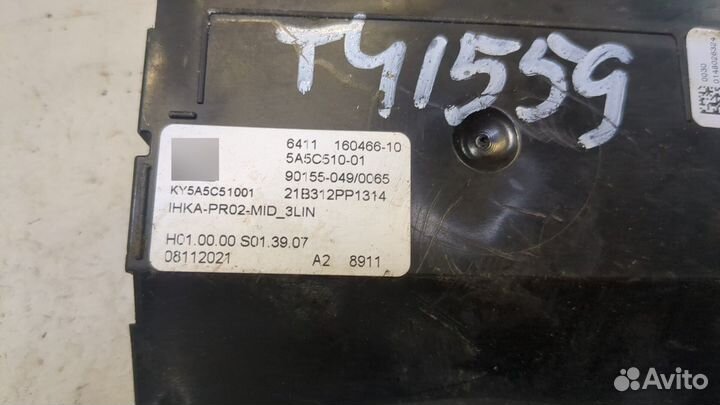 T41559
6411 160466-10
5A5C510-01
90155-049/0065
KY5A5C51001 21B312PP1314
IHKA-PR02-MID_3LIN
H01.00.00 S01.39.07
08112021 A2 8911
0030
Avito